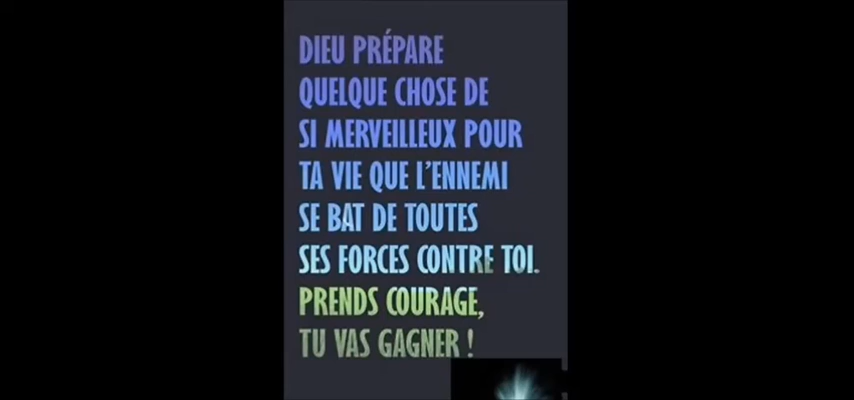 DIEU PRÉPARE
QUELQUE CHOSE DE
SI MERVEILLEUX POUR
TA VIE QUE L'ENNEMI
SE BAT DE TOUTES
SES FORCES CONTRE TOI.
PRENDS COURAGE,
TU VAS GAGNER !